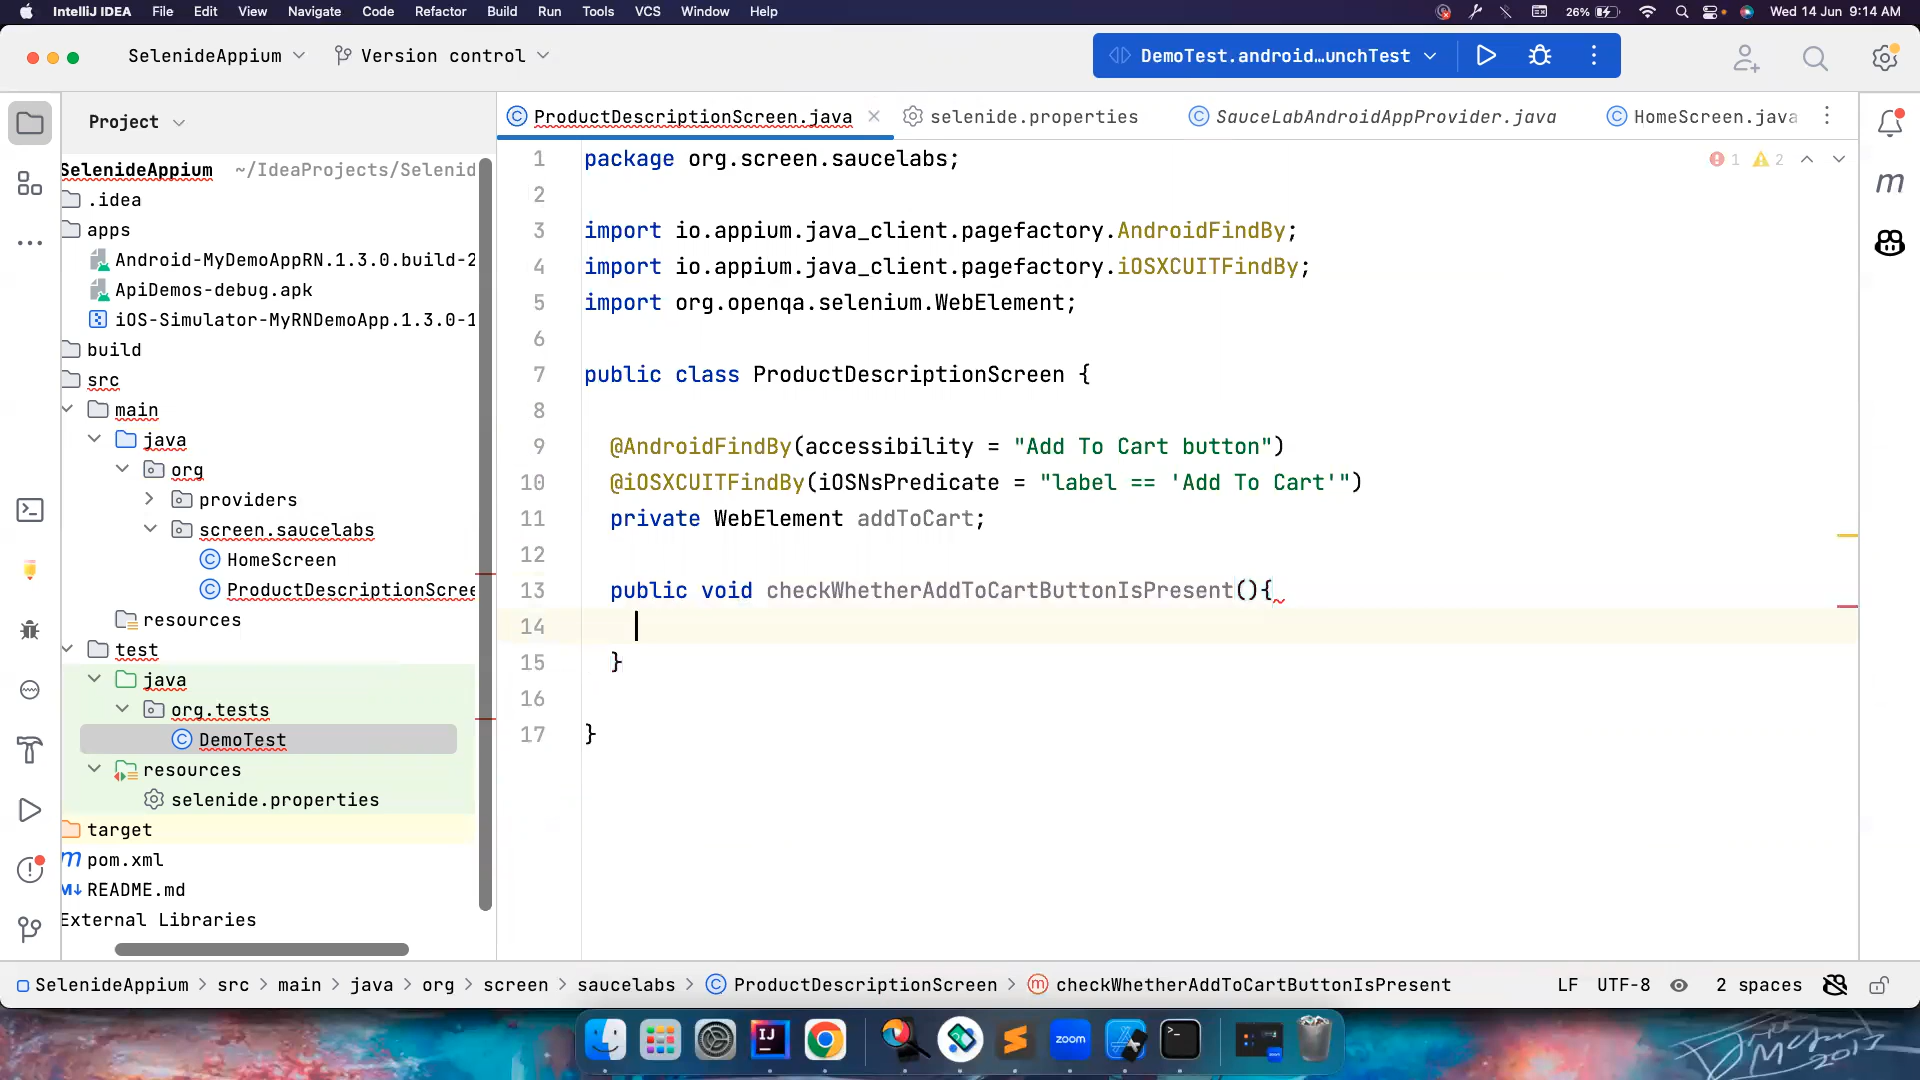 IntelliJ IDEA File Edit View Navigate Code Refactor Build Run Tools VCS Window Help 26% Wed 14 Jun 9:14 AM
SelenideAppium Version control DemoTest.android...unchTest
Project
ProductDescriptionScreen.java selenide.properties SauceLabAndroidAppProvider.java HomeScreen.java
SelenideAppium ~/IdeaProjects/Selenid
.idea
apps
Android-MyDemoAppRN.1.3.0.build-2
ApiDemos-debug.apk
iOS-Simulator-MyRNDemoApp.1.3.0-1
build
src
main
java
org
providers
screen.saucelabs
HomeScreen
ProductDescriptionScree
resources
test
java
org.tests
DemoTest
resources
selenide.properties
target
pom.xml
README.md
External Libraries
1 package org.screen.saucelabs; 1 2
2
3 import io.appium.java_client.pagefactory.AndroidFindBy;
4 import io.appium.java_client.pagefactory.iOSXCUITFindBy;
5 import org.openqa.selenium.WebElement;
6
7 public class ProductDescriptionScreen {
8
9 @AndroidFindBy(accessibility = "Add To Cart button")
10 @iOSXCUITFindBy(iOSNsPredicate = "label == 'Add To Cart'")
11 private WebElement addToCart;
12
13 public void checkWhetherAddToCartButtonIsPresent(){
14
15 }
16
17 }
SelenideAppium > src > main > java > org > screen > saucelabs > ProductDescriptionScreen > checkWhetherAddToCartButtonIsPresent LF UTF-8 2 spaces
IJ zoom
2017